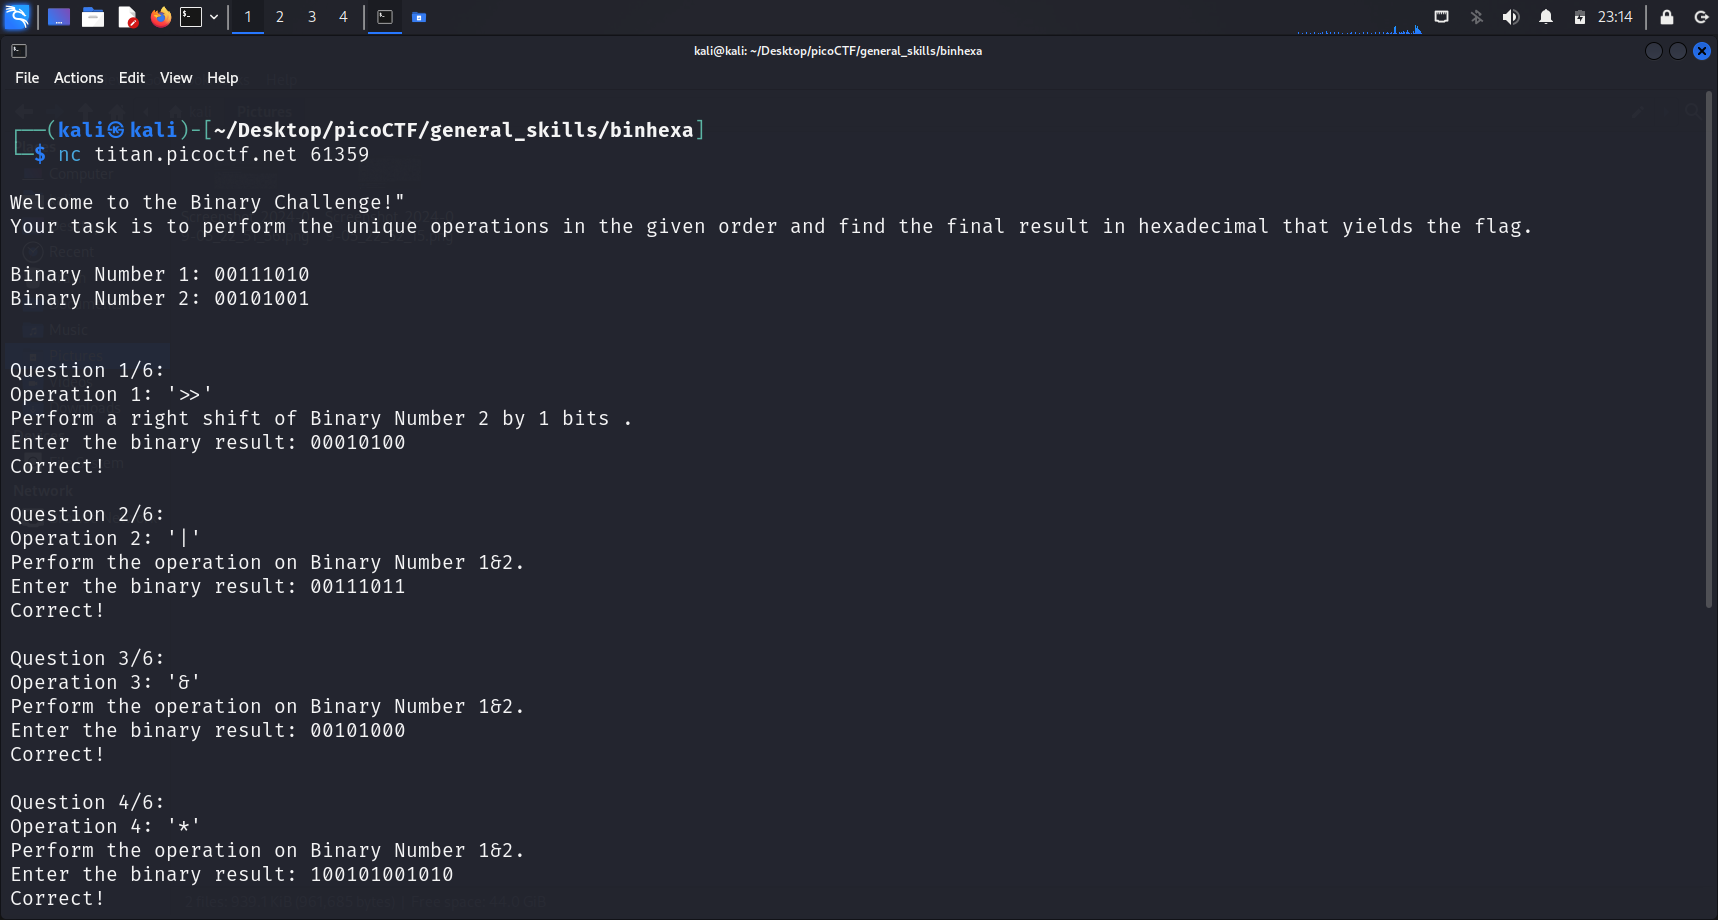 1 2 3 4 23:14
kali@kali: ~/Desktop/picoCTF/general_skills/binhexa
File Actions Edit View Help
┌──(kali㉿kali)-[~/Desktop/picoCTF/general_skills/binhexa]
└─$ nc titan.picoctf.net 61359
Welcome to the Binary Challenge!"
Your task is to perform the unique operations in the given order and find the final result in hexadecimal that yields the flag.
Binary Number 1: 00111010
Binary Number 2: 00101001
Question 1/6:
Operation 1: '>>'
Perform a right shift of Binary Number 2 by 1 bits .
Enter the binary result: 00010100
Correct!
Question 2/6:
Operation 2: '|'
Perform the operation on Binary Number 1&2.
Enter the binary result: 00111011
Correct!
Question 3/6:
Operation 3: '&'
Perform the operation on Binary Number 1&2.
Enter the binary result: 00101000
Correct!
Question 4/6:
Operation 4: '*'
Perform the operation on Binary Number 1&2.
Enter the binary result: 100101001010
Correct!